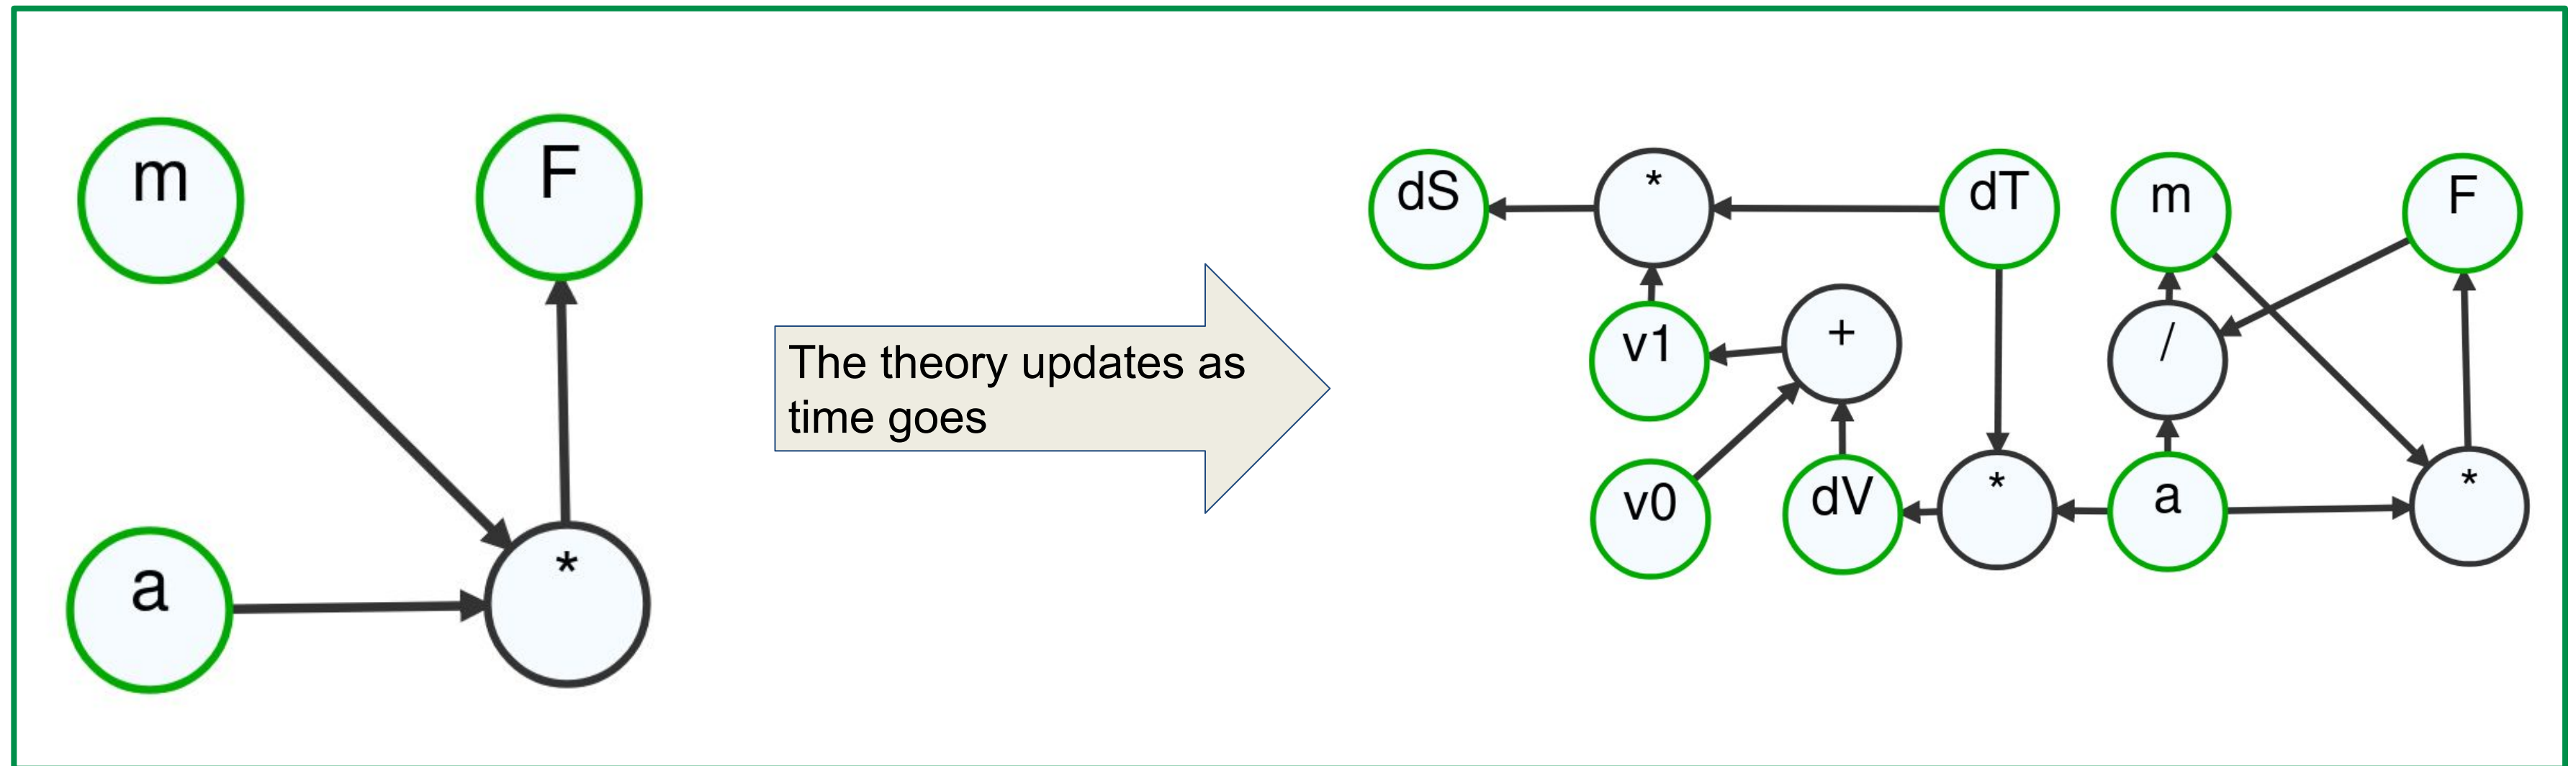 m
F
a
*
The theory updates as
time goes
dS
*
dT
m
F
v1
+
/
v0
dV
*
a
*